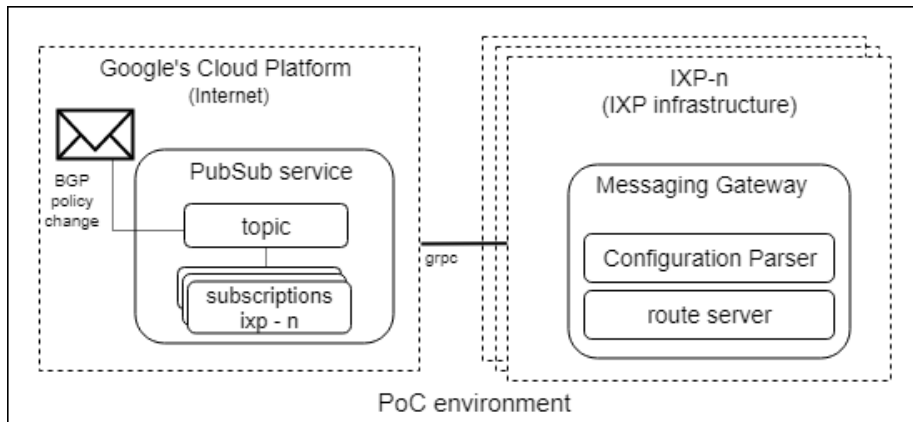 Google's Cloud Platform
(Internet)
BGP
policy
change
PubSub service
topic
subscriptions
ixp - n
grpc
IXP-n
(IXP infrastructure)
Messaging Gateway
Configuration Parser
route server
PoC environment